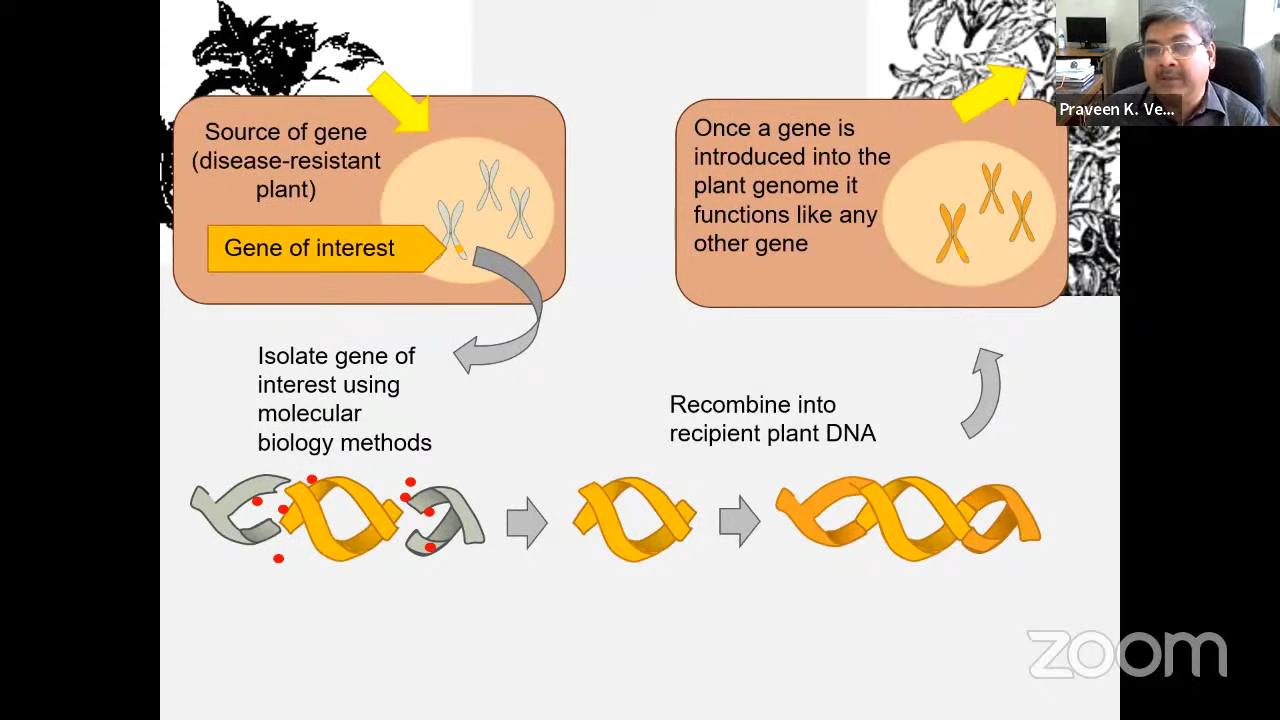 Source of gene
(disease-resistant
plant)
Gene of interest
Once a gene is
introduced into the
plant genome it
functions like any
other gene
Praveen K. Ve...
Isolate gene of
interest using
molecular
biology methods
Recombine into
recipient plant DNA
zoom